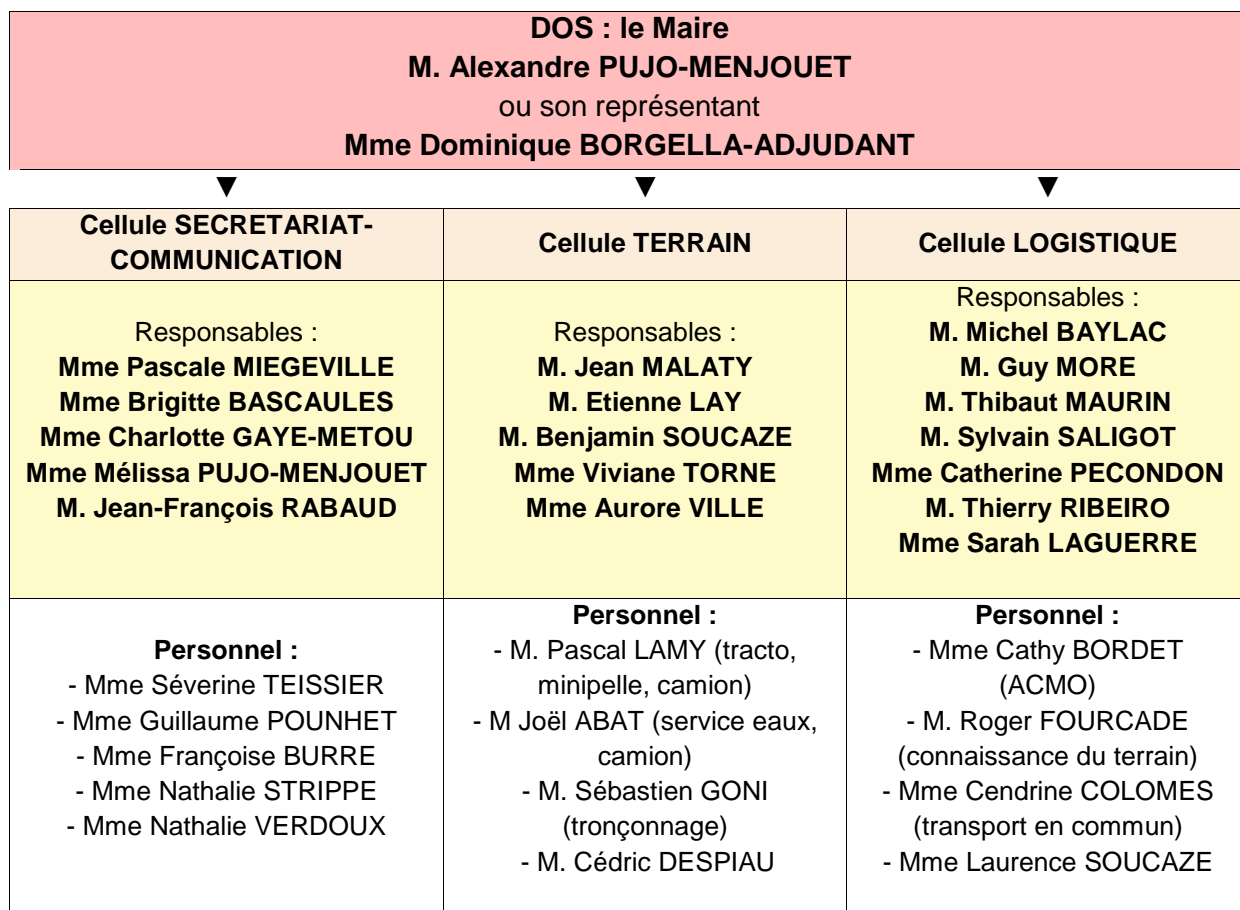 DOS : le Maire
M. Alexandre PUJO-MENJOUET
ou son représentant
Mme Dominique BORGELLA-ADJUDANT
▼ ▼ ▼
Cellule SECRETARIAT-
COMMUNICATION
Cellule TERRAIN
Cellule LOGISTIQUE
Responsables :
Mme Pascale MIEGEVILLE
Mme Brigitte BASCAULES
Mme Charlotte GAYE-METOU
Mme Mélissa PUJO-MENJOUET
M. Jean-François RABAUD
Responsables :
M. Jean MALATY
M. Etienne LAY
M. Benjamin SOUCAZE
Mme Viviane TORNE
Mme Aurore VILLE
Responsables :
M. Michel BAYLAC
M. Guy MORE
M. Thibaut MAURIN
M. Sylvain SALIGOT
Mme Catherine PECONDON
M. Thierry RIBEIRO
Mme Sarah LAGUERRE
Personnel :
- Mme Séverine TEISSIER
- Mme Guillaume POUNHET
- Mme Françoise BURRE
- Mme Nathalie STRIPPE
- Mme Nathalie VERDOUX
Personnel :
- M. Pascal LAMY (tracto,
minipelle, camion)
- M Joël ABAT (service eaux,
camion)
- M. Sébastien GONI
(tronçonnage)
- M. Cédric DESPIAU
Personnel :
- Mme Cathy BORDET
(ACMO)
- M. Roger FOURCADE
(connaissance du terrain)
- Mme Cendrine COLOMES
(transport en commun)
- Mme Laurence SOUCAZE